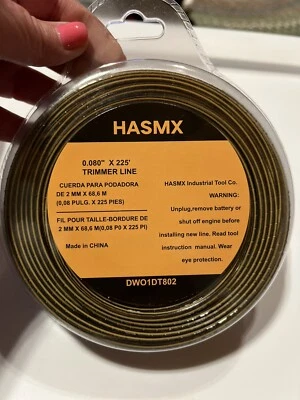 HASMX
0.080" X 225'
TRIMMER LINE
CUERDA PARA PODADORA
DE 2 MM X 68,6 M
(0,08 PULG. X 225 PIES)
FIL POUR TAILLE-BORDURE DE
2 MM X 68,6 M(0,08 P0 X 225 PI)
Made in CHINA
HASMX Industrial Tool Co.
WARNING:
Unplug,remove battery or
shut off engine before
installing new line. Read tool
instruction manual. Wear
eye protection.
DWO1DT802